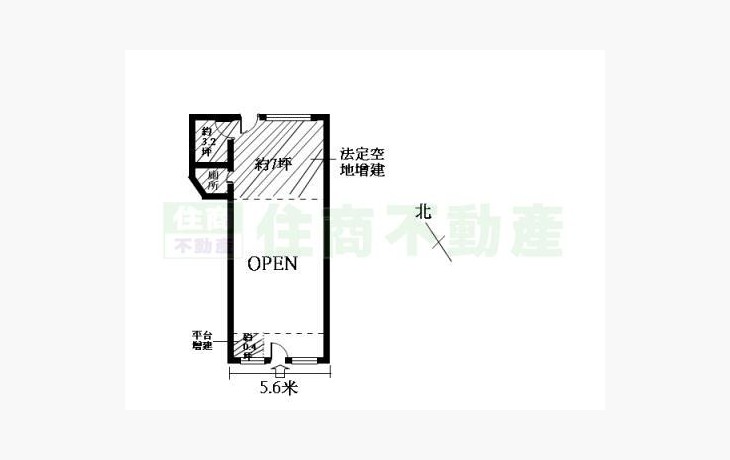 約
3.2
坪
廁
所
約7坪
法定空
地增建
北
住商
不動產
住商不動產
OPEN
平台
增建
約
0.4
坪
5.6米